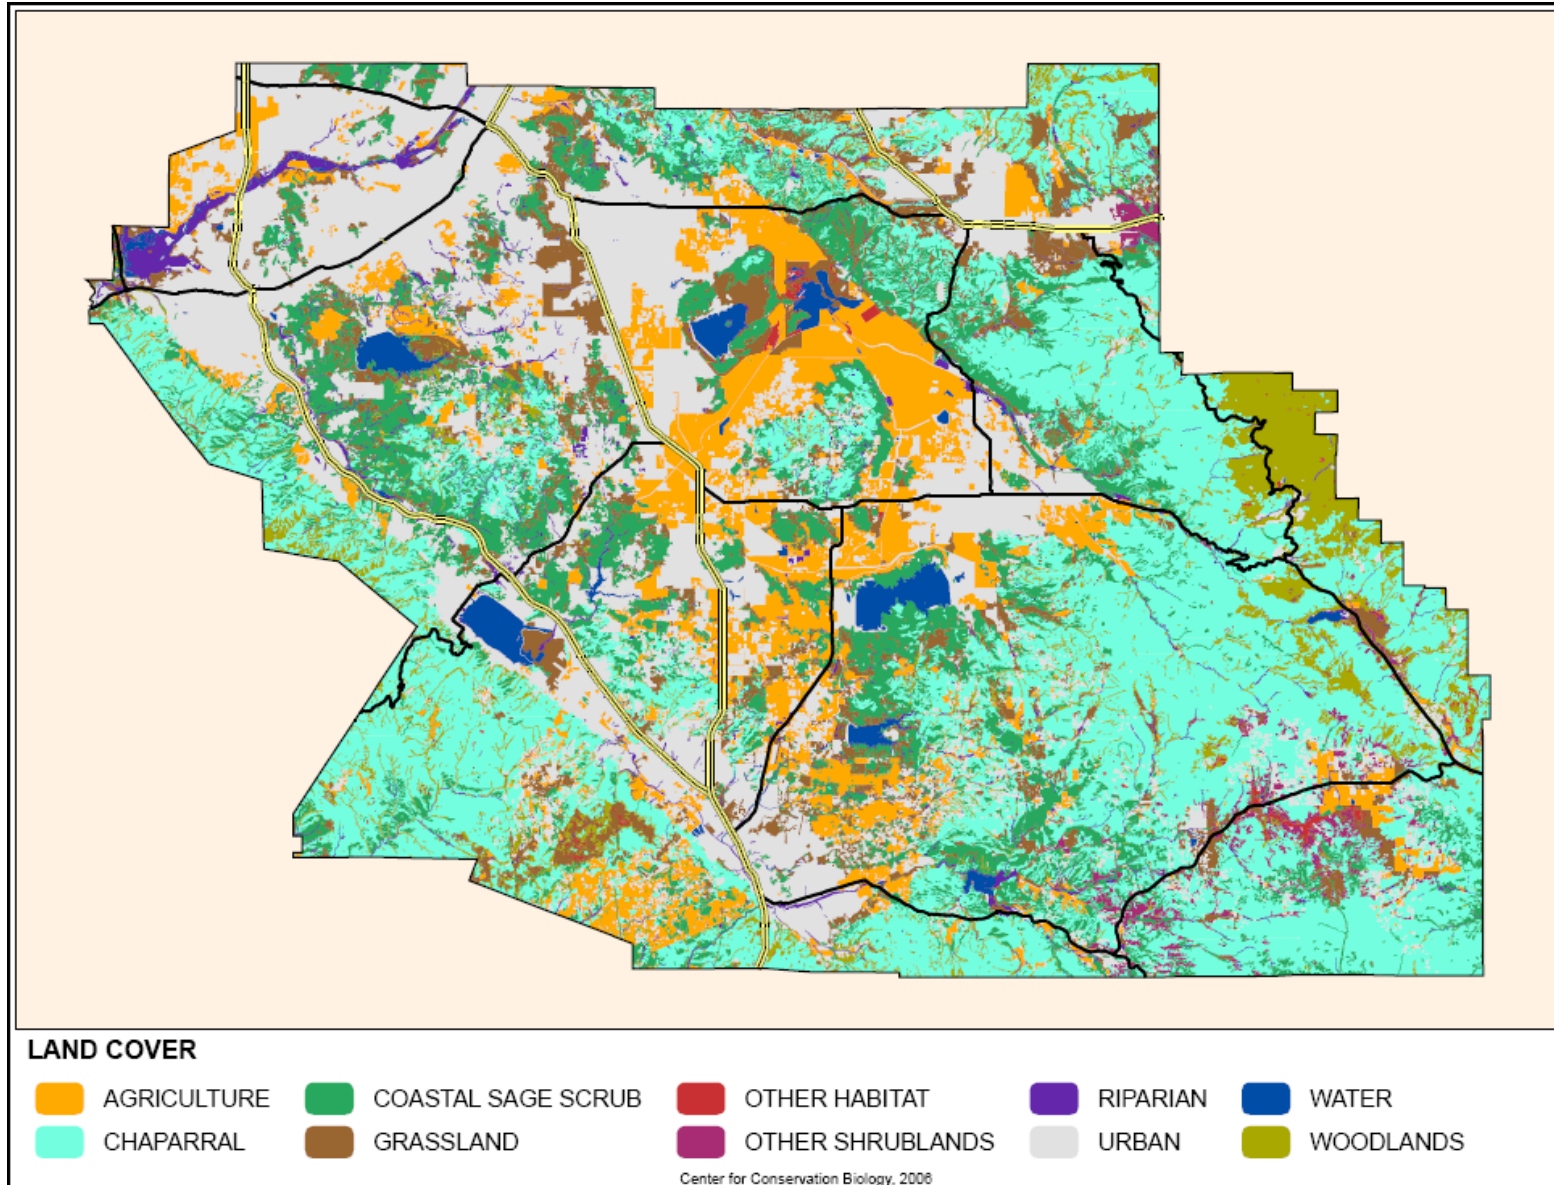 LAND COVER
AGRICULTURE COASTAL SAGE SCRUB OTHER HABITAT RIPARIAN WATER
CHAPARRAL GRASSLAND OTHER SHRUBLANDS URBAN WOODLANDS
Center for Conservation Biology, 2006